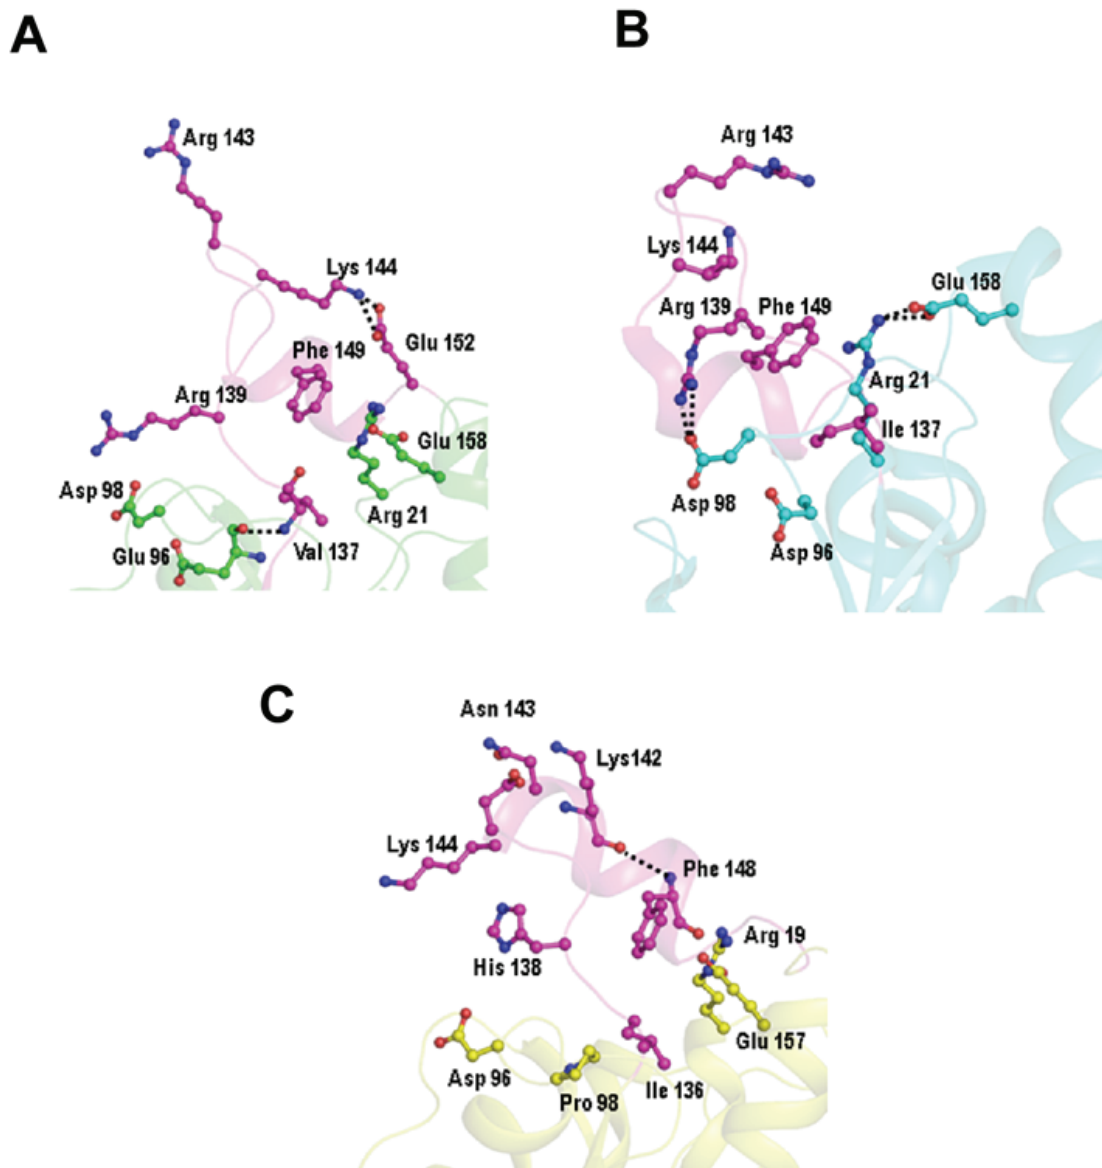 A
Arg 143
Lys 144
Glu 152
Phe 149
Arg 139
Glu 158
Asp 98
Arg 21
Glu 96
Val 137
B
Arg 143
Lys 144
Glu 158
Arg 139
Phe 149
Arg 21
Ile 137
Asp 98
Asp 96
C
Asn 143
Lys142
Lys 144
Phe 148
Arg 19
His 138
Glu 157
Asp 96
Ile 136
Pro 98